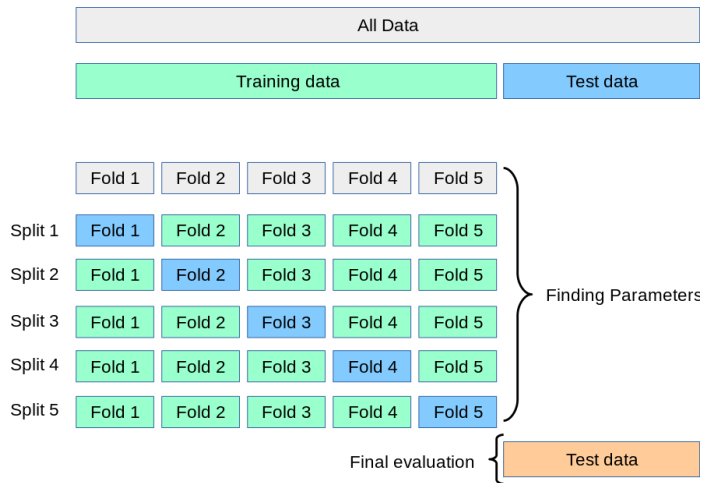 All Data
Training data Test data
Fold 1 Fold 2 Fold 3 Fold 4 Fold 5
Split 1 Fold 1 Fold 2 Fold 3 Fold 4 Fold 5
Split 2 Fold 1 Fold 2 Fold 3 Fold 4 Fold 5
Finding Parameters
Split 3 Fold 1 Fold 2 Fold 3 Fold 4 Fold 5
Split 4 Fold 1 Fold 2 Fold 3 Fold 4 Fold 5
Split 5 Fold 1 Fold 2 Fold 3 Fold 4 Fold 5
Final evaluation Test data